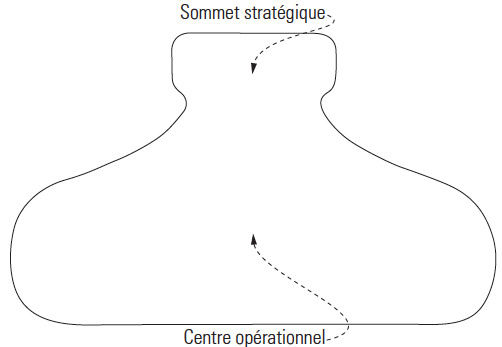 Sommet stratégique
Centre opérationnel